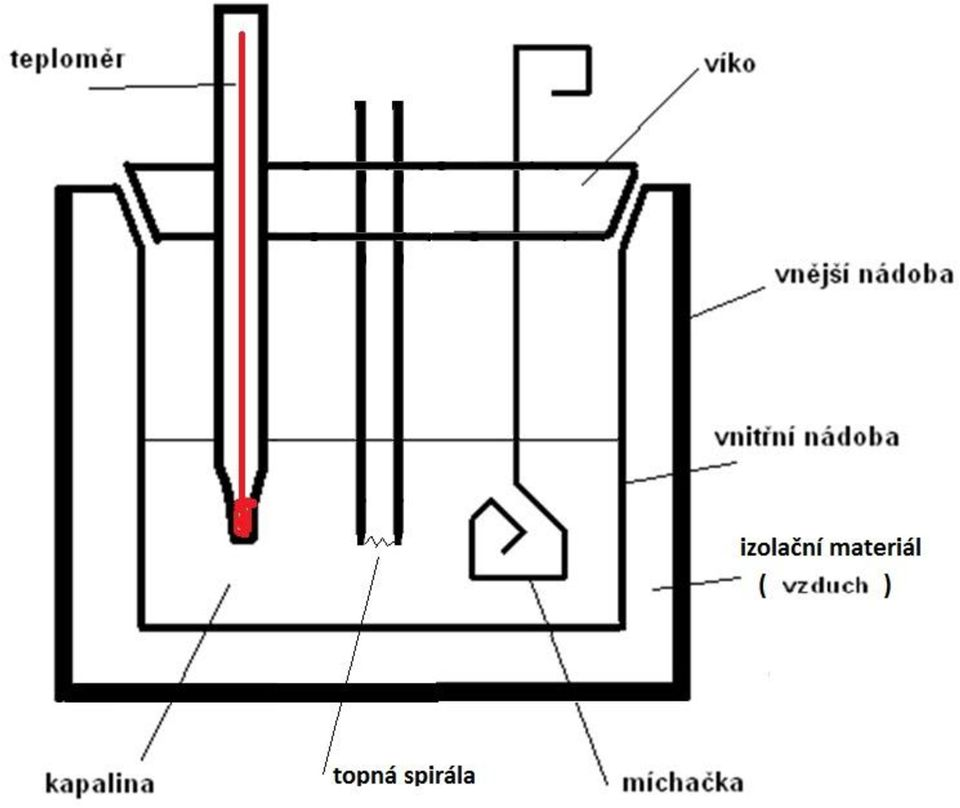 teploměr
víko
vnější nádoba
vnitřní nádoba
izolační materiál
( vzduch )
kapalina
topná spirála
míchačka